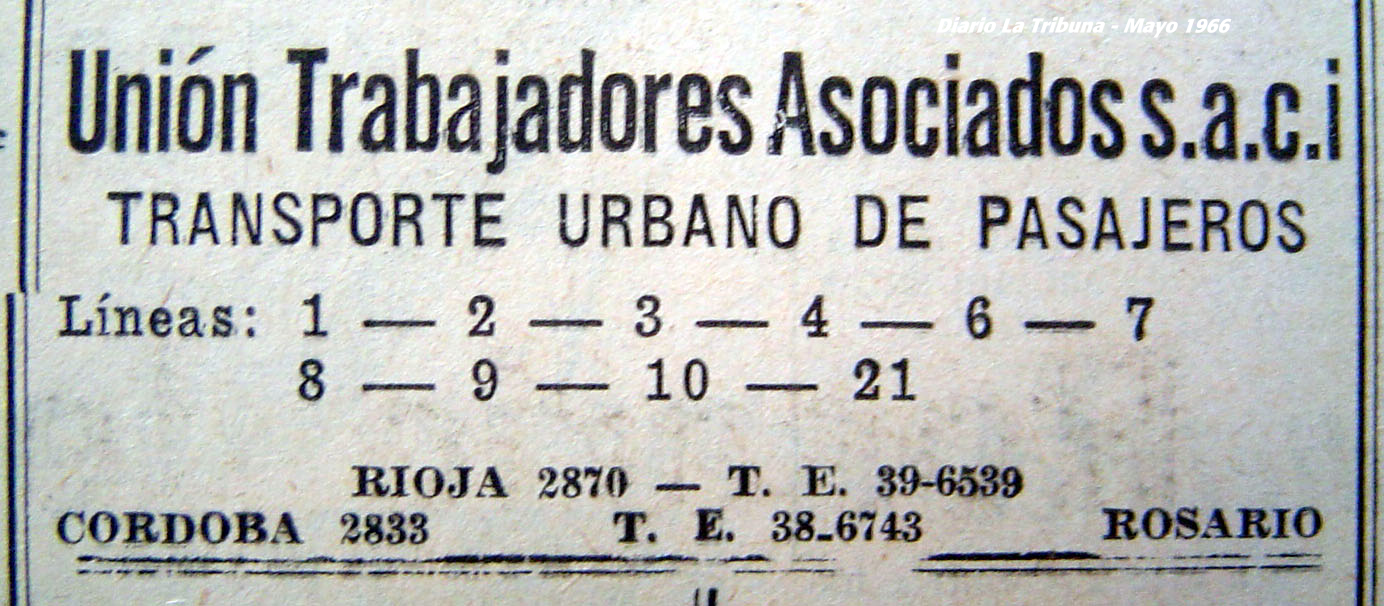 Diario La Tribuna - Mayo 1966
Unión Trabajadores Asociados s.a.c.i
TRANSPORTE URBANO DE PASAJEROS
Líneas: 1 — 2 — 3 — 4 — 6 — 7
8 — 9 — 10 — 21
RIOJA 2870 — T. E. 39-6539
CORDOBA 2833 T. E. 38-6743 ROSARIO